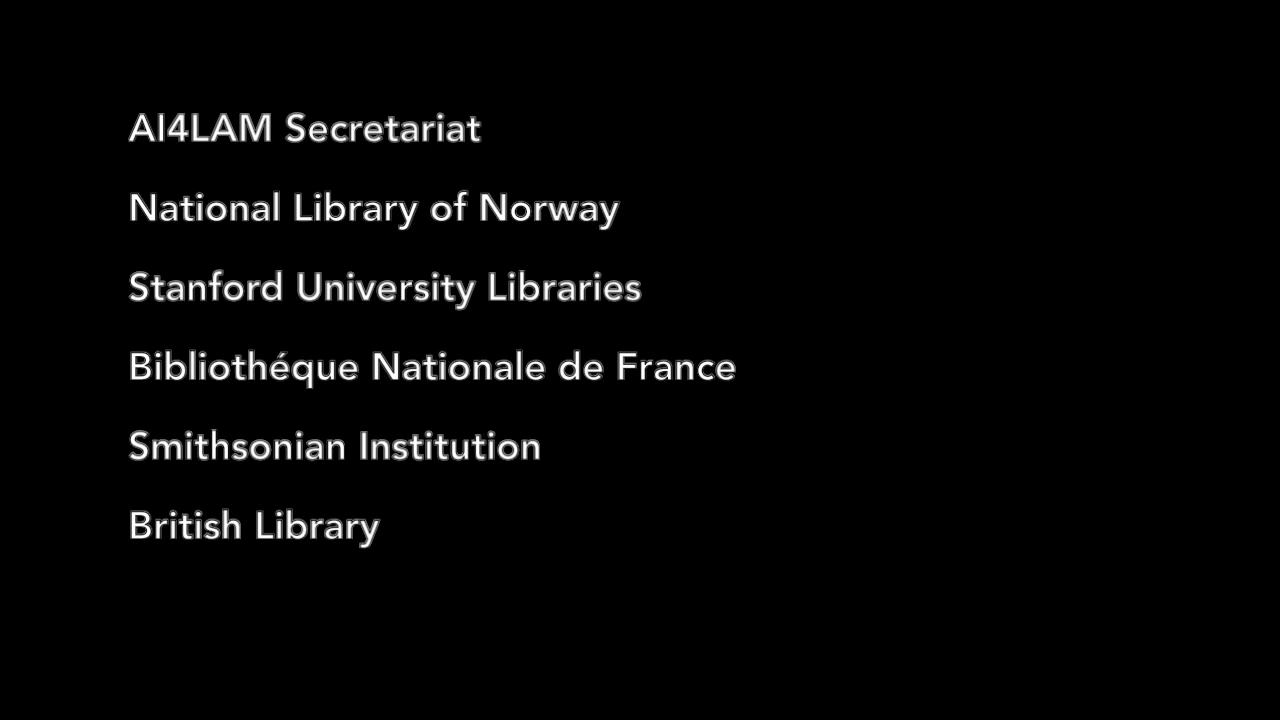 AI4LAM Secretariat
National Library of Norway
Stanford University Libraries
Bibliothéque Nationale de France
Smithsonian Institution
British Library